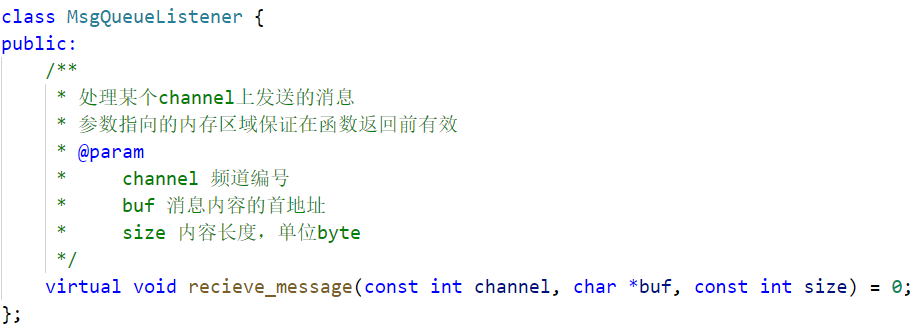 class MsgQueueListener {
public:
    /**
     * 处理某个channel上发送的消息
     * 参数指向的内存区域保证在函数返回前有效
     * @param
     *     channel 频道编号
     *     buf 消息内容的首地址
     *     size 内容长度，单位byte
     */
    virtual void recieve_message(const int channel, char *buf, const int size) = 0;
};